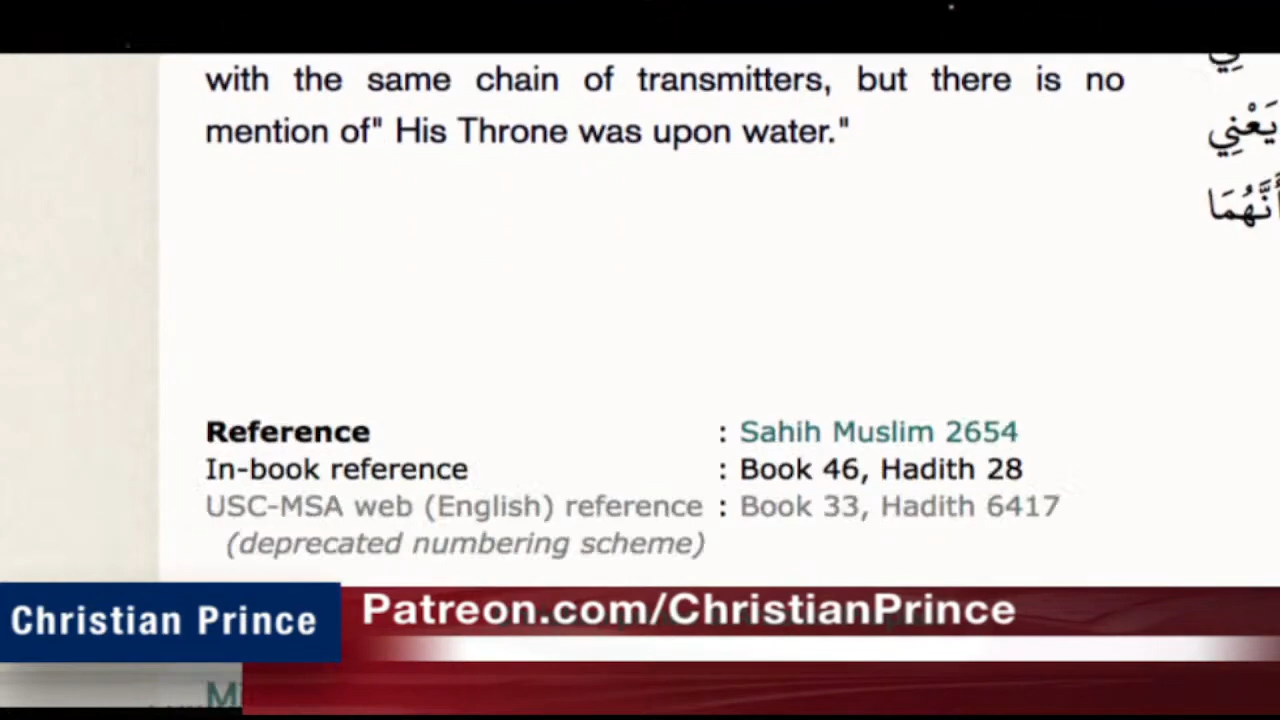 with the same chain of transmitters, but there is no
mention of" His Throne was upon water."
يَعْنِي
أَنَّهُمَا
Reference : Sahih Muslim 2654
In-book reference : Book 46, Hadith 28
USC-MSA web (English) reference : Book 33, Hadith 6417
(deprecated numbering scheme)
Christian Prince
Patreon.com/ChristianPrince